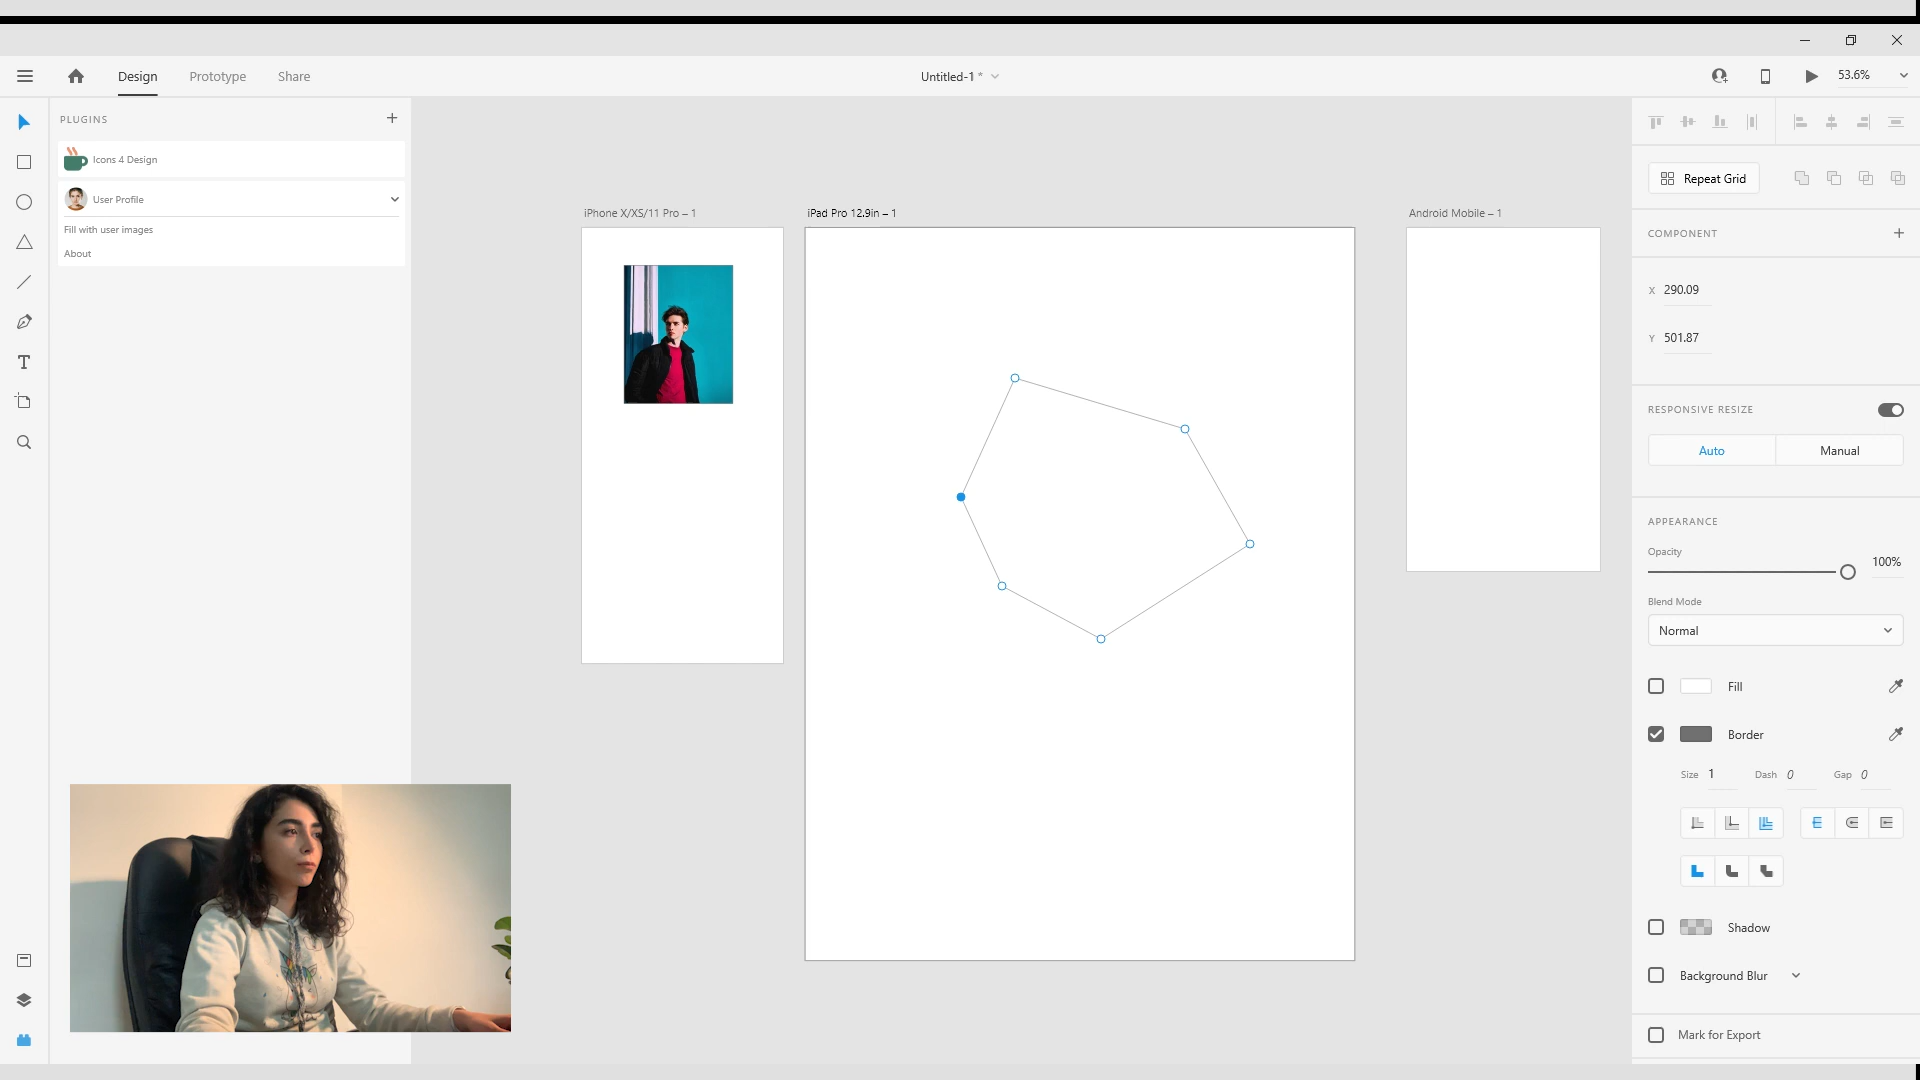 Design
Prototype
Share
Untitled-1 *
53.6%
PLUGINS
Icons 4 Design
User Profile
Fill with user images
About
iPhone X/XS/11 Pro – 1
iPad Pro 12.9in – 1
Android Mobile – 1
Repeat Grid
COMPONENT
X 290.09
Y 501.87
RESPONSIVE RESIZE
Auto
Manual
APPEARANCE
Opacity
100%
Blend Mode
Normal
Fill
Border
Size 1 Dash 0 Gap 0
Shadow
Background Blur
Mark for Export